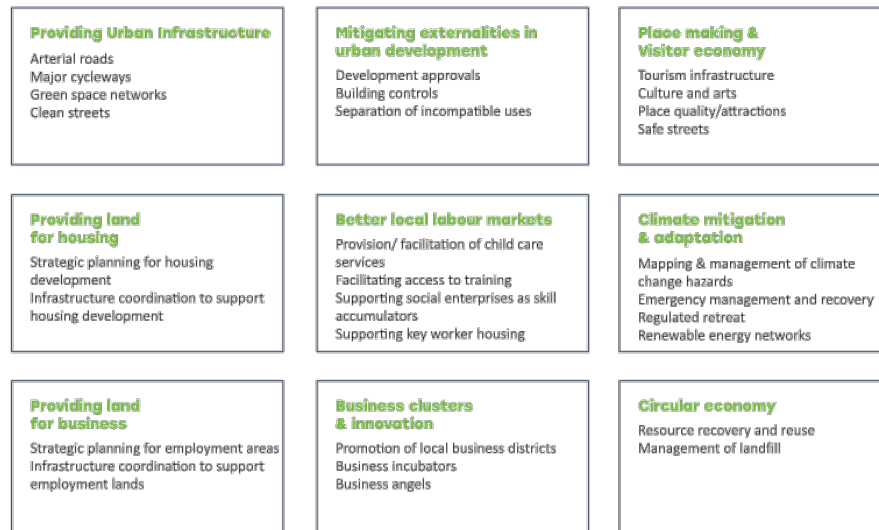 Providing Urban Infrastructure
Arterial roads
Major cycleways
Green space networks
Clean streets
Mitigating externalities in
urban development
Development approvals
Building controls
Separation of incompatible uses
Place making &
Visitor economy
Tourism infrastructure
Culture and arts
Place quality/attractions
Safe streets
Providing land
for housing
Strategic planning for housing
development
Infrastructure coordination to support
housing development
Better local labour markets
Provision/ facilitation of child care
services
Facilitating access to training
Supporting social enterprises as skill
accumulators
Supporting key worker housing
Climate mitigation
& adaptation
Mapping & management of climate
change hazards
Emergency management and recovery
Regulated retreat
Renewable energy networks
Providing land
for business
Strategic planning for employment areas
Infrastructure coordination to support
employment lands
Business clusters
& innovation
Promotion of local business districts
Business incubators
Business angels
Circular economy
Resource recovery and reuse
Management of landfill